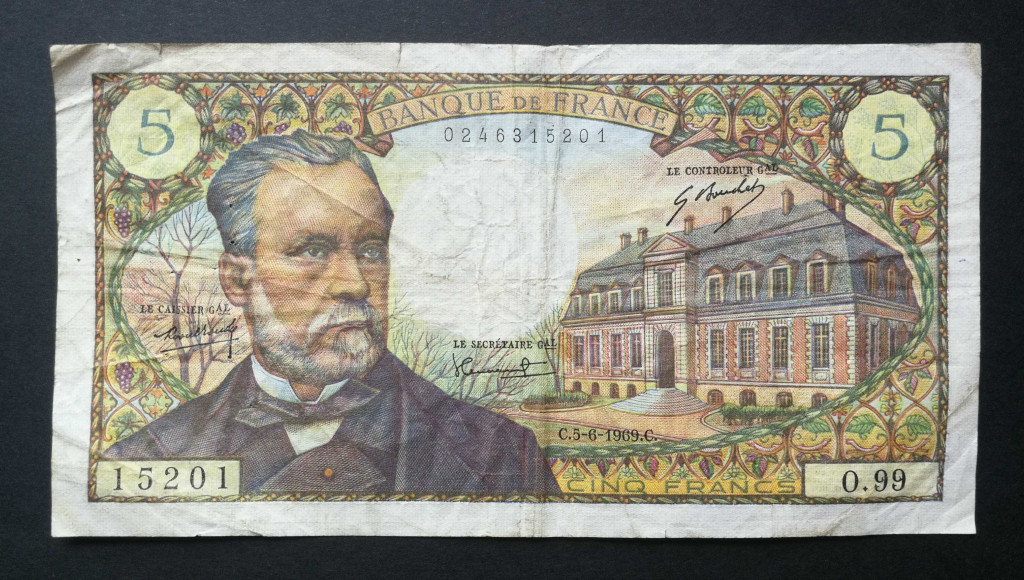 5
BANQUE DE FRANCE
5
0246315201
LE CONTROLEUR GAL
LE CAISSIER GAL
LE SECRÉTAIRE GAL
C.5-6-1969.C.
15201
CINQ FRANCS
O.99